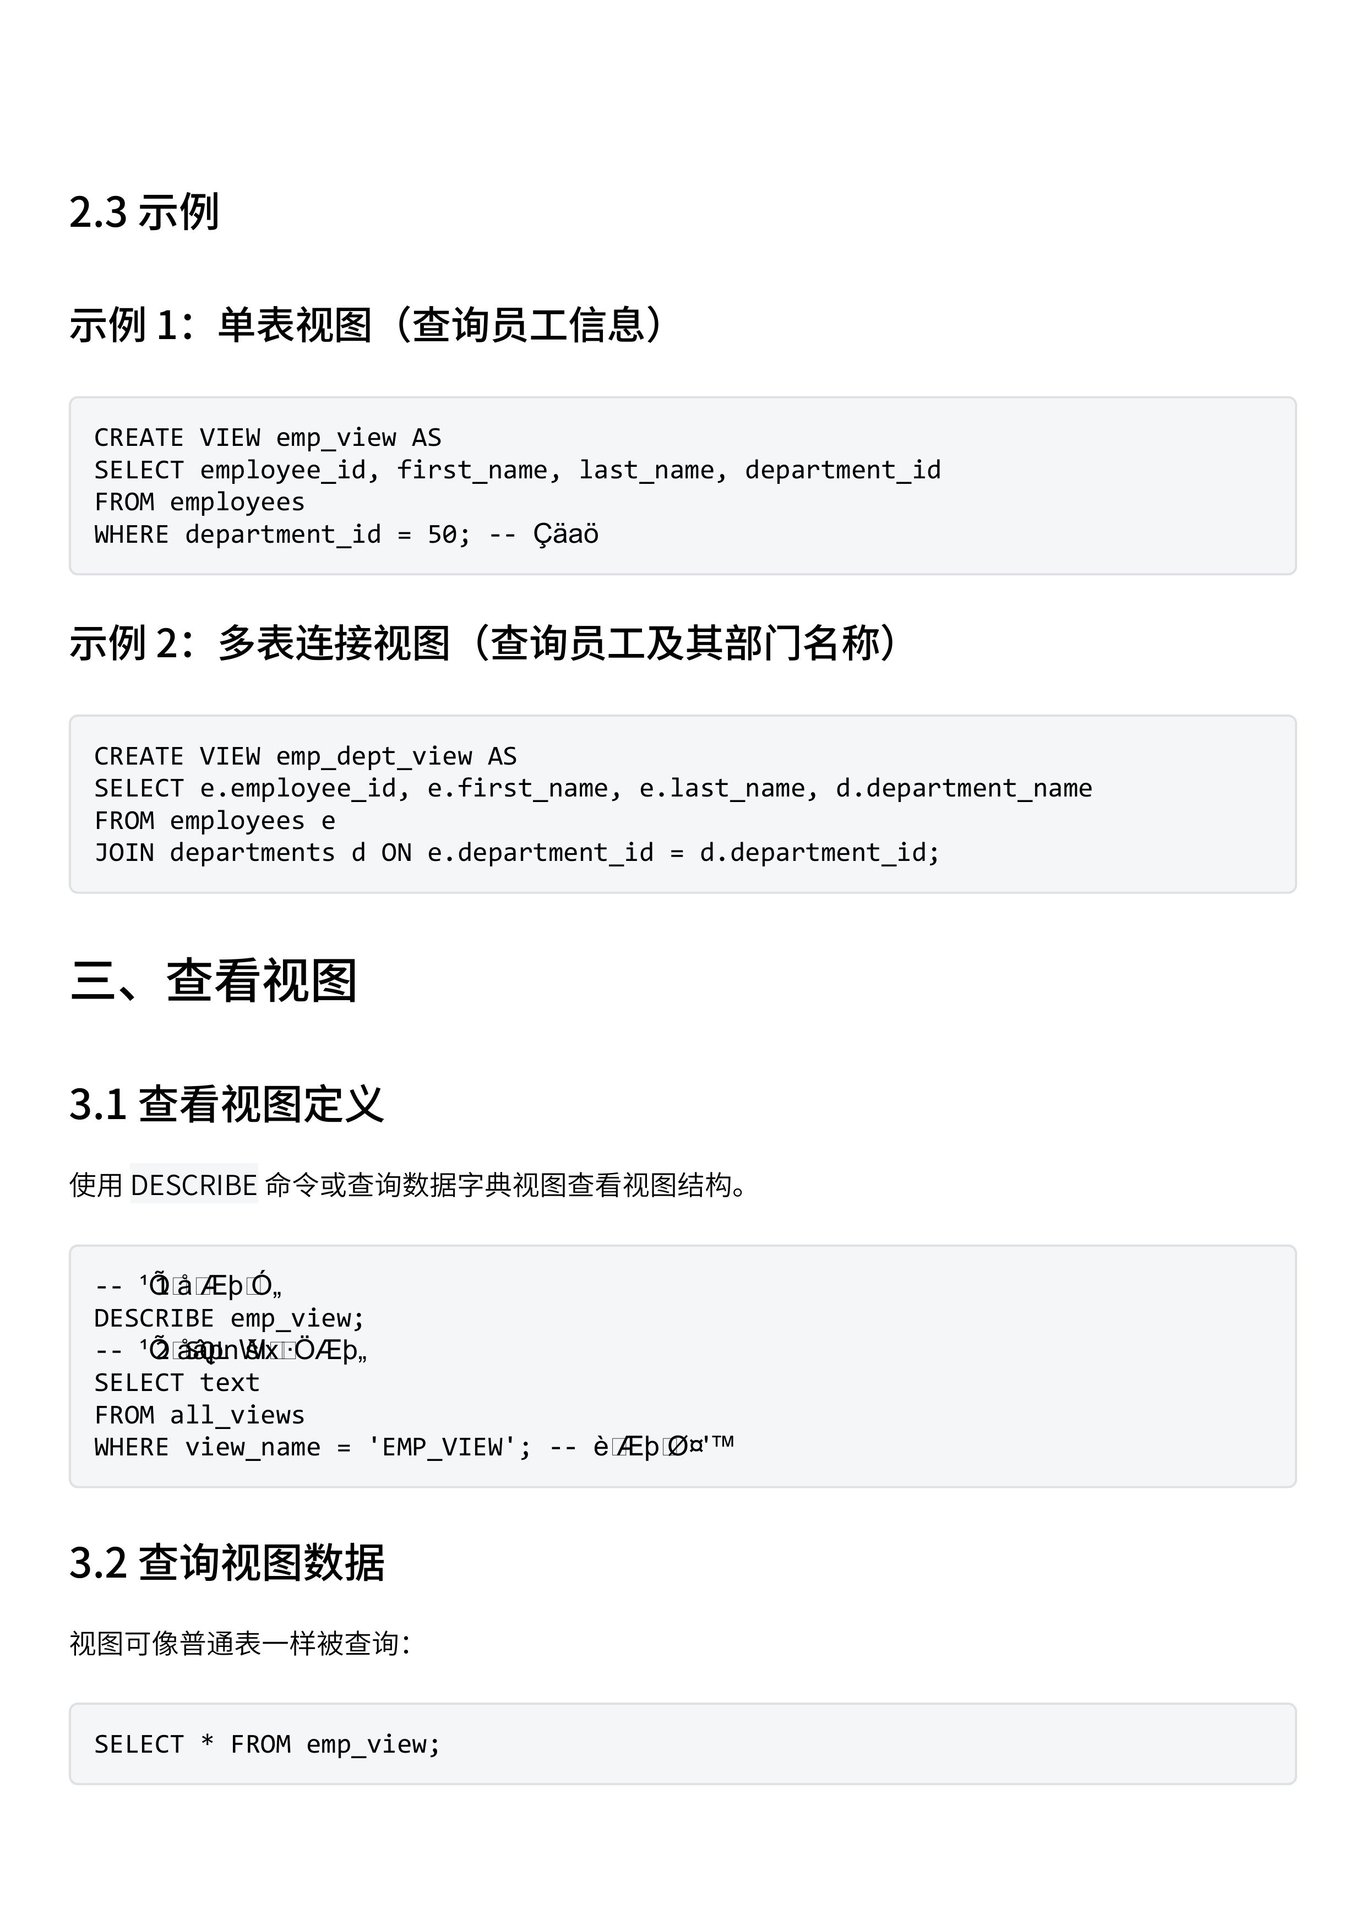 2.3 示例
示例 1：单表视图（查询员工信息）
CREATE VIEW emp_view AS
SELECT employee_id, first_name, last_name, department_id
FROM employees
WHERE department_id = 50; -- Çäaö
示例 2：多表连接视图（查询员工及其部门名称）
CREATE VIEW emp_dept_view AS
SELECT e.employee_id, e.first_name, e.last_name, d.department_name
FROM employees e
JOIN departments d ON e.department_id = d.department_id;
三、查看视图
3.1 查看视图定义
使用 DESCRIBE 命令或查询数据字典视图查看视图结构。
--
DESCRIBE emp_view;
--
SELECT text
FROM all_views
WHERE view_name = 'EMP_VIEW'; --
3.2 查询视图数据
视图可像普通表一样被查询：
SELECT * FROM emp_view;